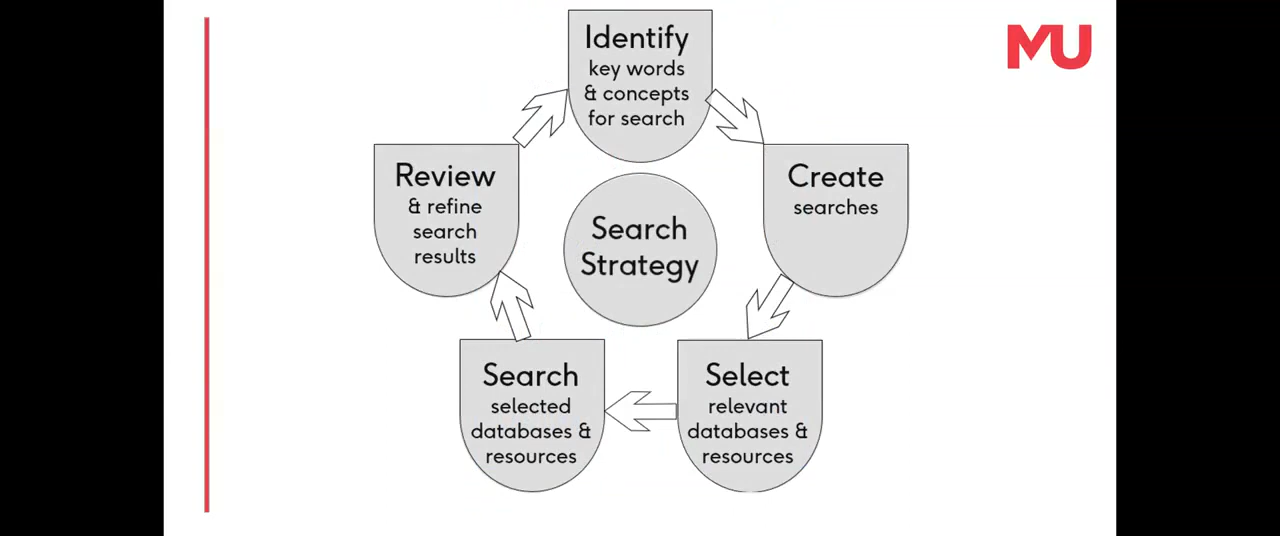 MU
Identify
key words
& concepts
for search
Create
searches
Select
relevant
databases &
resources
Search
selected
databases &
resources
Review
& refine
search
results
Search
Strategy